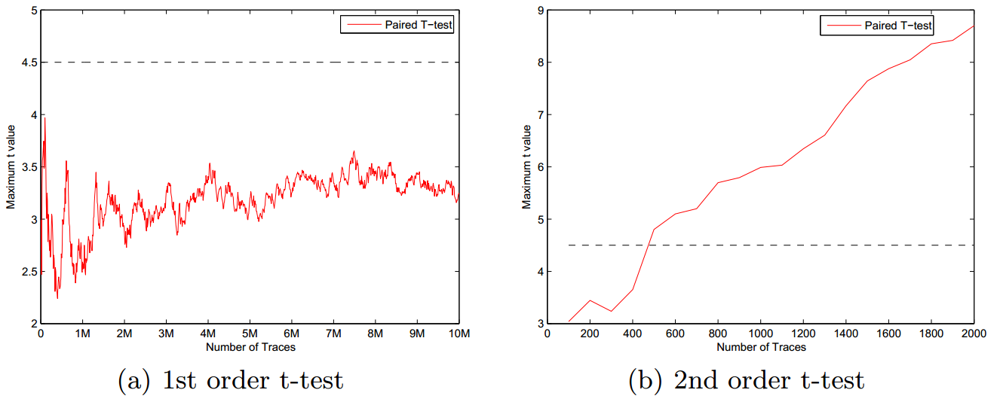 5
4.5
4
3.5
3
2.5
2
Maximum t value
Paired T−test
0 1M 2M 3M 4M 5M 6M 7M 8M 9M 10M
Number of Traces
(a) 1st order t-test
9
8
7
6
5
4
3
Maximum t value
Paired T−test
0 200 400 600 800 1000 1200 1400 1600 1800 2000
Number of Traces
(b) 2nd order t-test